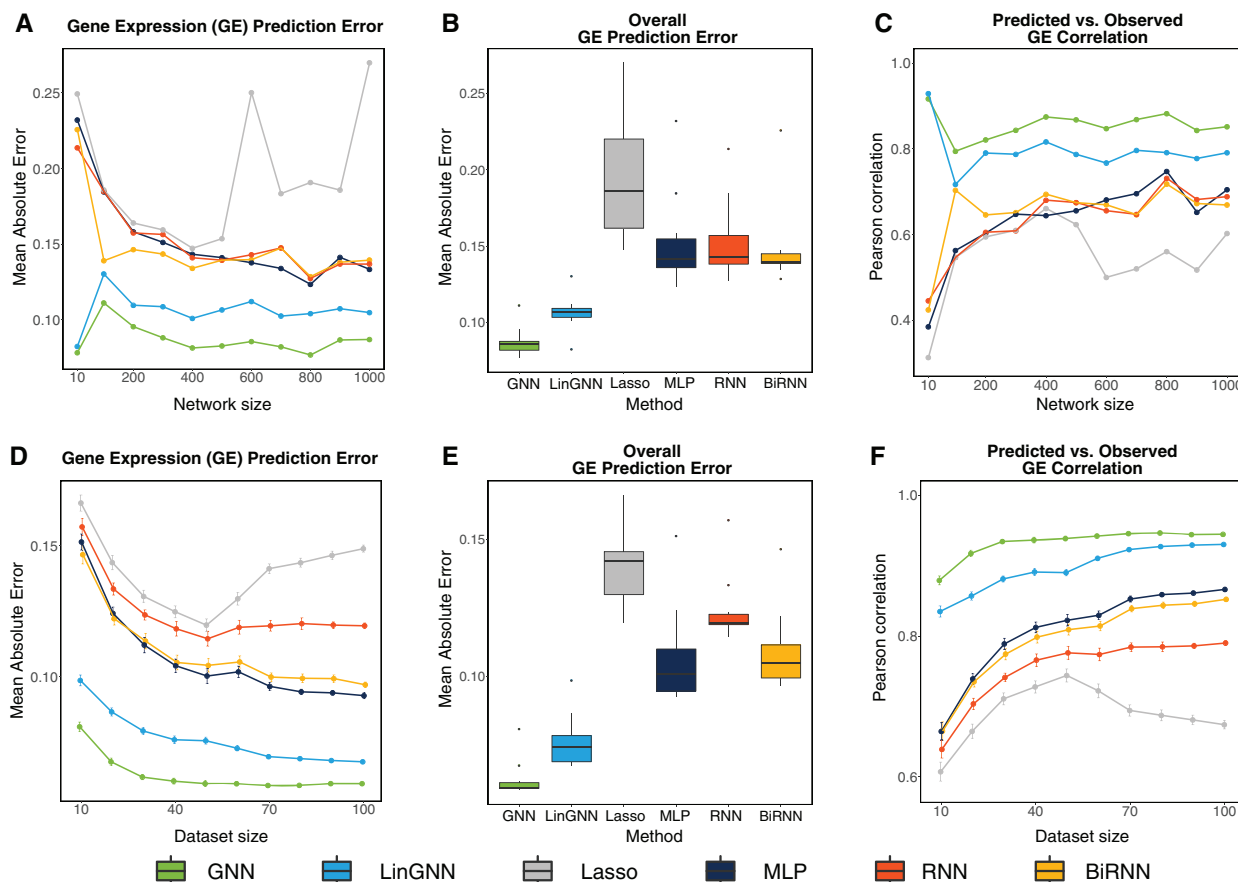 A
Gene Expression (GE) Prediction Error
Mean Absolute Error
0.25
0.20
0.15
0.10
10
200
400
600
800
1000
Network size
B
Overall
GE Prediction Error
Mean Absolute Error
0.25
0.20
0.15
0.10
GNN
LinGNN
Lasso
MLP
RNN
BiRNN
Method
C
Predicted vs. Observed
GE Correlation
Pearson correlation
1.0
0.8
0.6
0.4
10
200
400
600
800
1000
Network size
D
Gene Expression (GE) Prediction Error
Mean Absolute Error
0.15
0.10
10
40
70
100
Dataset size
E
Overall
GE Prediction Error
Mean Absolute Error
0.15
0.10
GNN
LinGNN
Lasso
MLP
RNN
BiRNN
Method
F
Predicted vs. Observed
GE Correlation
Pearson correlation
1.0
0.8
0.6
10
40
70
100
Dataset size
GNN
LinGNN
Lasso
MLP
RNN
BiRNN